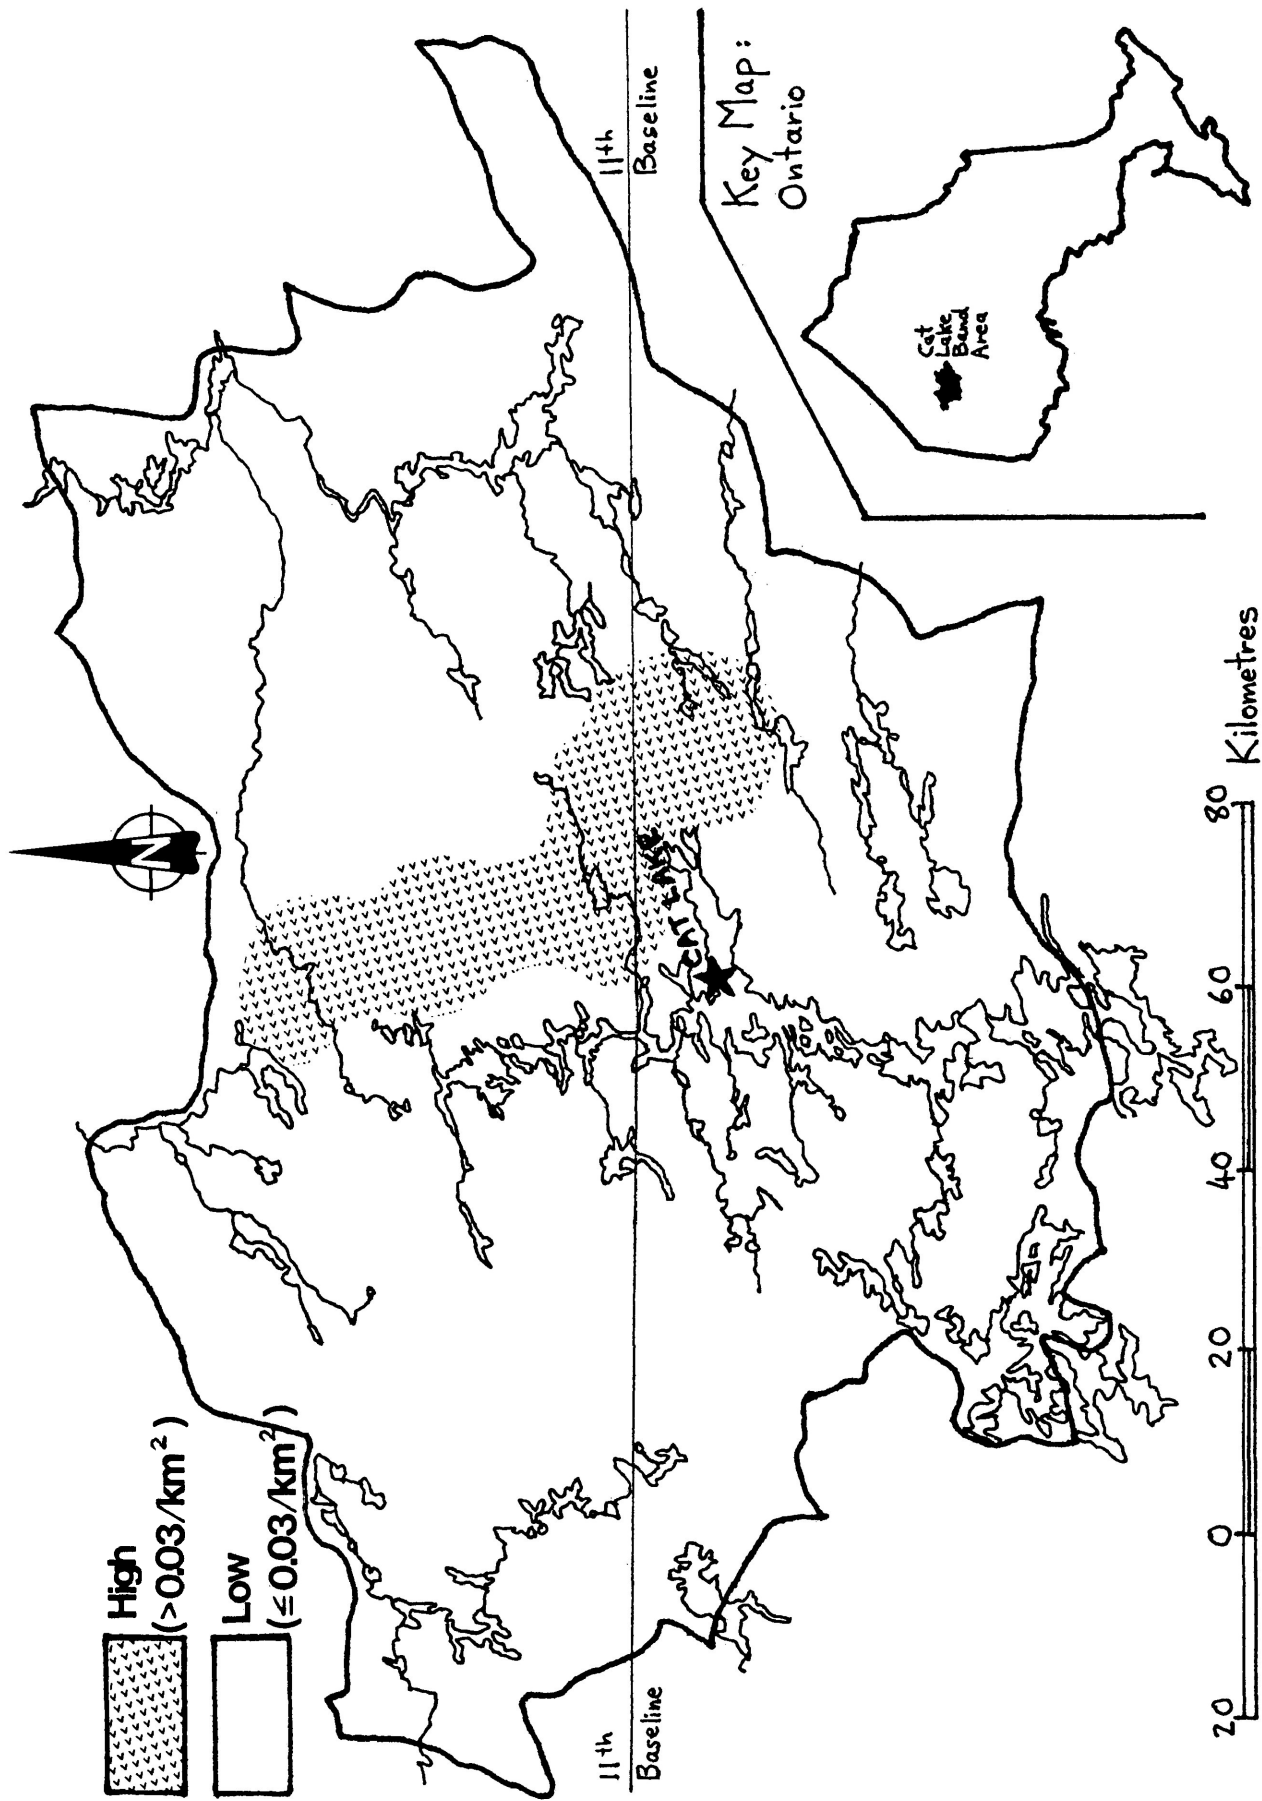 High
(>0.03/km²)
Low
(≤0.03/km²)
N
11th
Baseline
11th
Baseline
CAT LAKE
Key Map:
Ontario
Cat
Lake
Band
Area
20 0 20 40 60 80
Kilometres